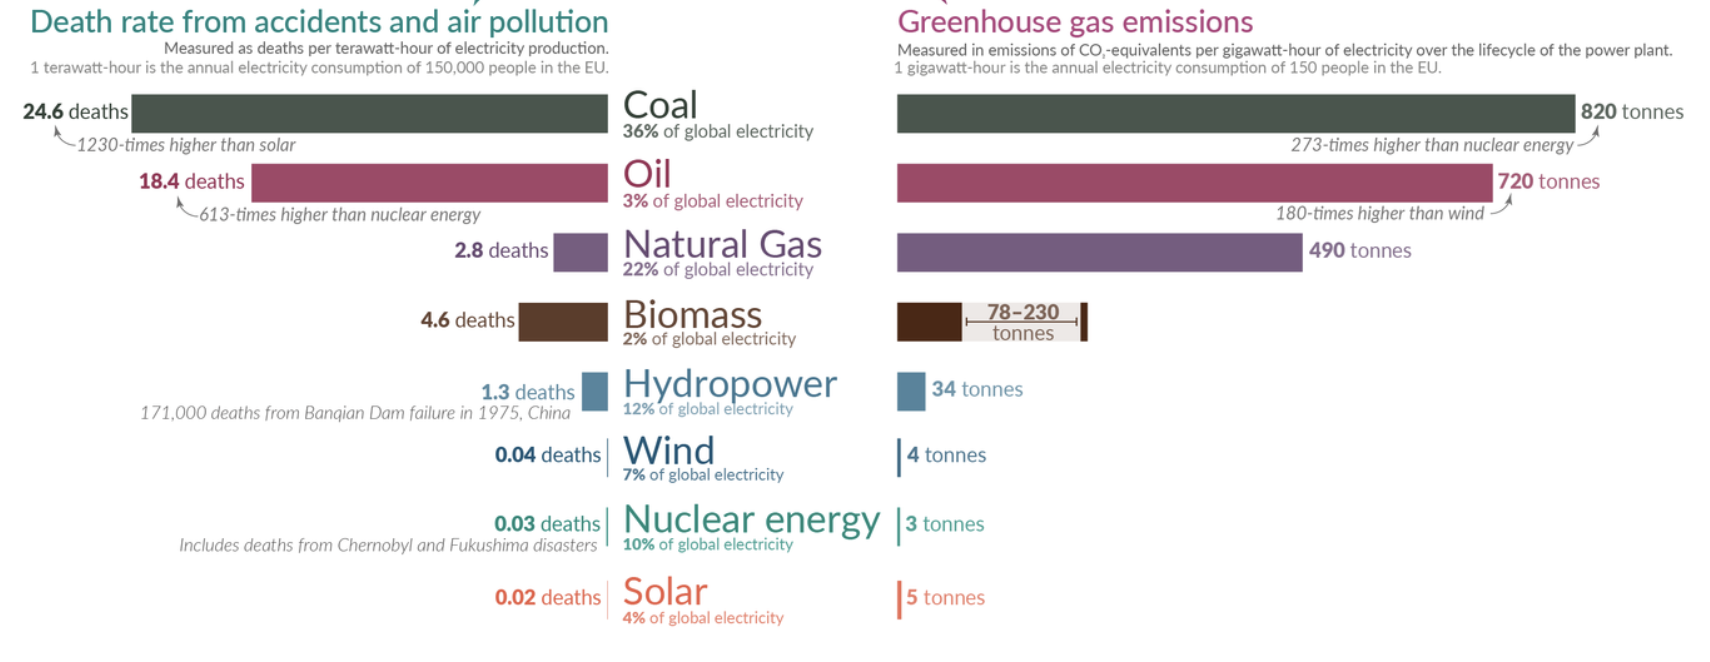 Death rate from accidents and air pollution
Measured as deaths per terawatt-hour of electricity production.
1 terawatt-hour is the annual electricity consumption of 150,000 people in the EU.
Greenhouse gas emissions
Measured in emissions of CO₂-equivalents per gigawatt-hour of electricity over the lifecycle of the power plant.
1 gigawatt-hour is the annual electricity consumption of 150 people in the EU.
24.6 deaths
1230-times higher than solar
Coal
36% of global electricity
820 tonnes
273-times higher than nuclear energy
18.4 deaths
613-times higher than nuclear energy
Oil
3% of global electricity
720 tonnes
180-times higher than wind
2.8 deaths
Natural Gas
22% of global electricity
490 tonnes
4.6 deaths
Biomass
2% of global electricity
78–230
tonnes
1.3 deaths
171,000 deaths from Banqian Dam failure in 1975, China
Hydropower
12% of global electricity
34 tonnes
0.04 deaths
Wind
7% of global electricity
4 tonnes
0.03 deaths
Includes deaths from Chernobyl and Fukushima disasters
Nuclear energy
10% of global electricity
3 tonnes
0.02 deaths
Solar
4% of global electricity
5 tonnes